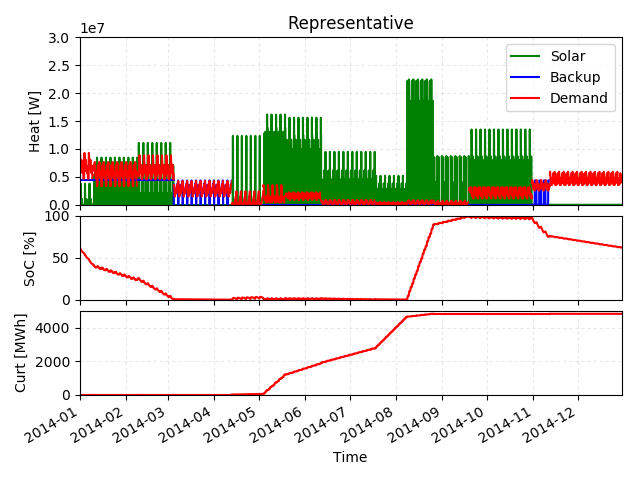 Representative
1e7
3.0
2.5
2.0
1.5
1.0
0.5
0.0
Heat [W]
Solar
Backup
Demand
100
50
0
SoC [%]
4000
2000
0
Curt [MWh]
2014-01
2014-02
2014-03
2014-04
2014-05
2014-06
2014-07
2014-08
2014-09
2014-10
2014-11
2014-12
Time